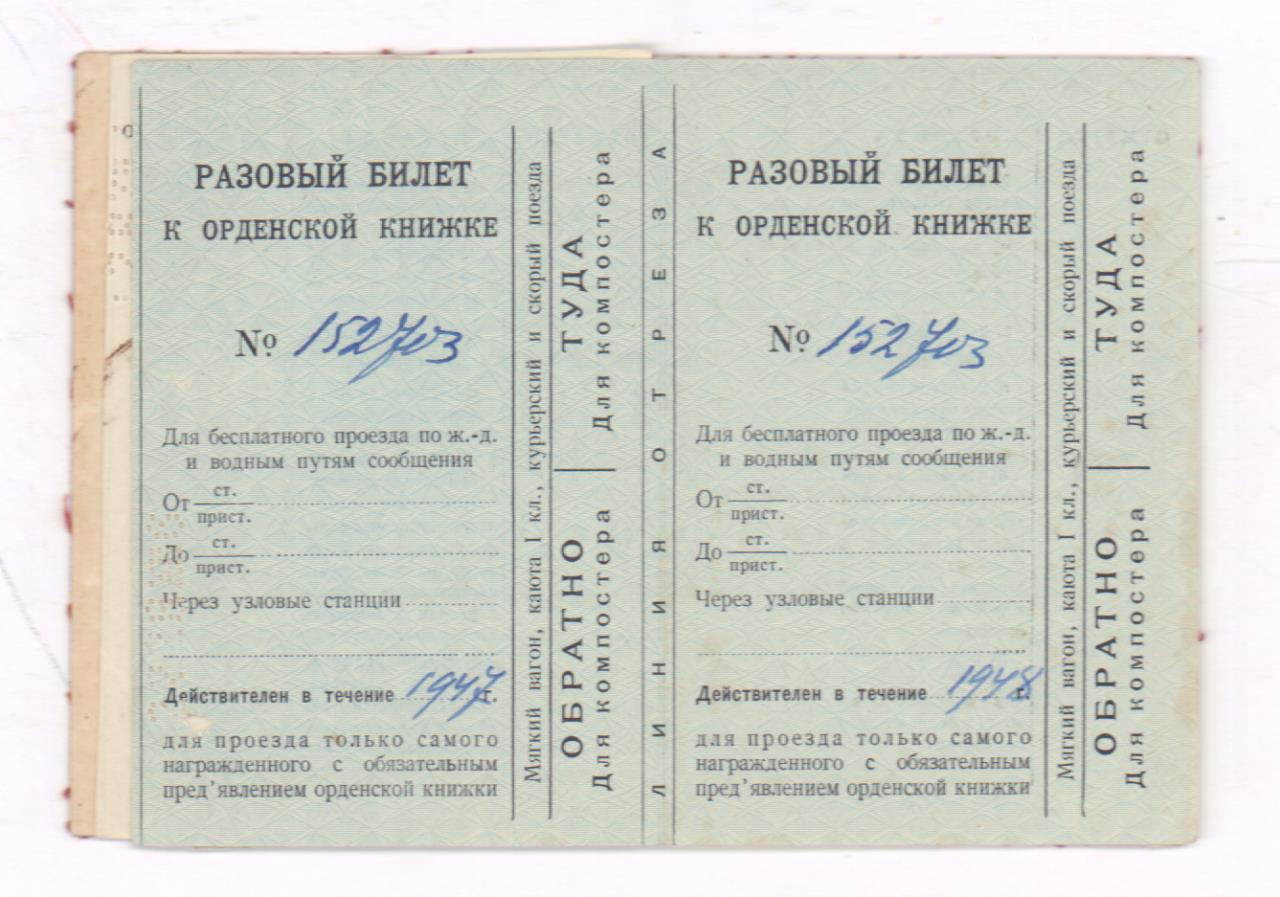 РАЗОВЫЙ БИЛЕТ
К ОРДЕНСКОЙ КНИЖКЕ
№ 152703
Для бесплатного проезда по ж.-д.
и водным путям сообщения
От ст.
прист.
До ст.
прист.
Через узловые станции
Действителен в течение 1947 г.
для проезда только самого
награжденного с обязательным
пред'явлением орденской книжки
Мягкий вагон, каюта I кл., курьерский и скорый поезда
ОБРАТНО
ТУДА
Для компостера
Для компостера
ЛИНИЯ ОТРЕЗА
РАЗОВЫЙ БИЛЕТ
К ОРДЕНСКОЙ КНИЖКЕ
№ 152703
Для бесплатного проезда по ж.-д.
и водным путям сообщения
От ст.
прист.
До ст.
прист.
Через узловые станции
Действителен в течение 1948 г.
для проезда только самого
награжденного с обязательным
пред'явлением орденской книжки
Мягкий вагон, каюта I кл., курьерский и скорый поезда
ОБРАТНО
ТУДА
Для компостера
Для компостера